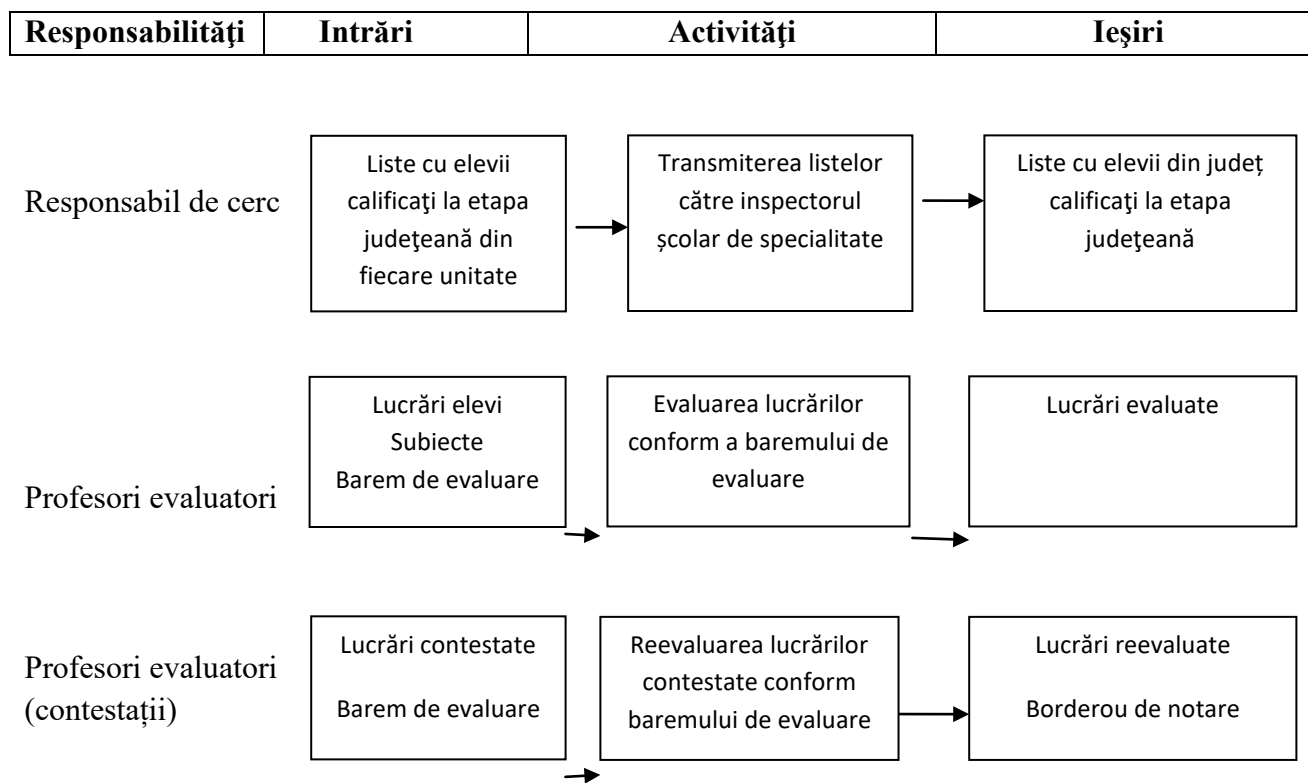 Responsabilităţi Intrări Activităţi Ieşiri
Responsabil de cerc
Liste cu elevii
calificaţi la etapa
judeţeană din
fiecare unitate
Transmiterea listelor
către inspectorul
școlar de specialitate
Liste cu elevii din județ
calificaţi la etapa
judeţeană
Profesori evaluatori
Lucrări elevi
Subiecte
Barem de evaluare
Evaluarea lucrărilor
conform a baremului de
evaluare
Lucrări evaluate
Profesori evaluatori
(contestații)
Lucrări contestate
Barem de evaluare
Reevaluarea lucrărilor
contestate conform
baremului de evaluare
Lucrări reevaluate
Borderou de notare